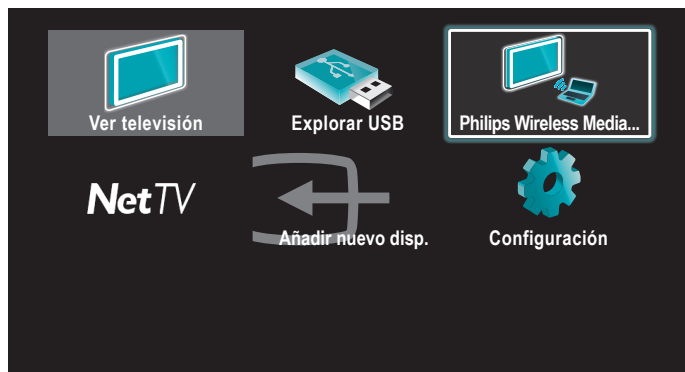 Ver televisión
Explorar USB
Philips Wireless Media...
NetTV
Añadir nuevo disp.
Configuración